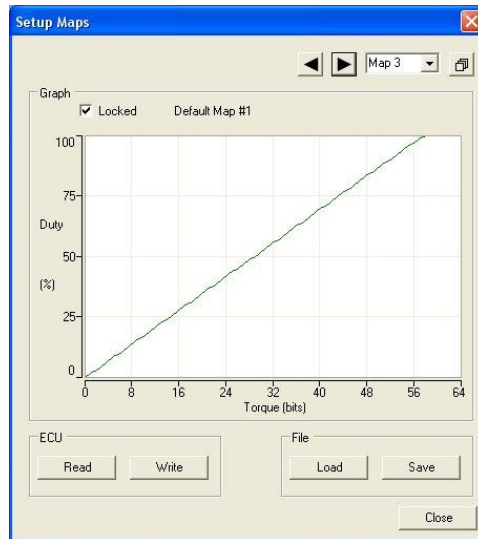 Setup Maps
Map 3
Graph
Locked Default Map #1
100
75
Duty
50
(%)
25
0
0 8 16 24 32 40 48 56 64
Torque (bits)
ECU
File
Read Write Load Save
Close